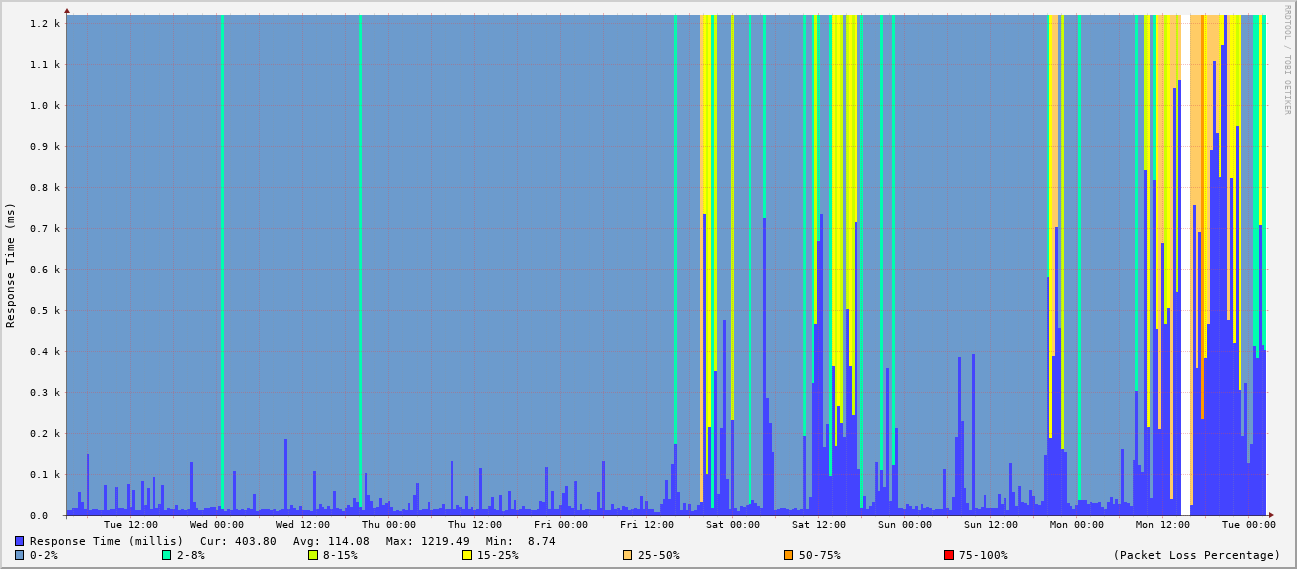 RRDTOOL / TOBI OETIKER
Response Time (ms)
1.2 k
1.1 k
1.0 k
0.9 k
0.8 k
0.7 k
0.6 k
0.5 k
0.4 k
0.3 k
0.2 k
0.1 k
0.0
Tue 12:00 Wed 00:00 Wed 12:00 Thu 00:00 Thu 12:00 Fri 00:00 Fri 12:00 Sat 00:00 Sat 12:00 Sun 00:00 Sun 12:00 Mon 00:00 Mon 12:00 Tue 00:00
Response Time (millis) Cur: 403.80 Avg: 114.08 Max: 1219.49 Min: 8.74
0-2% 2-8% 8-15% 15-25% 25-50% 50-75% 75-100% (Packet Loss Percentage)